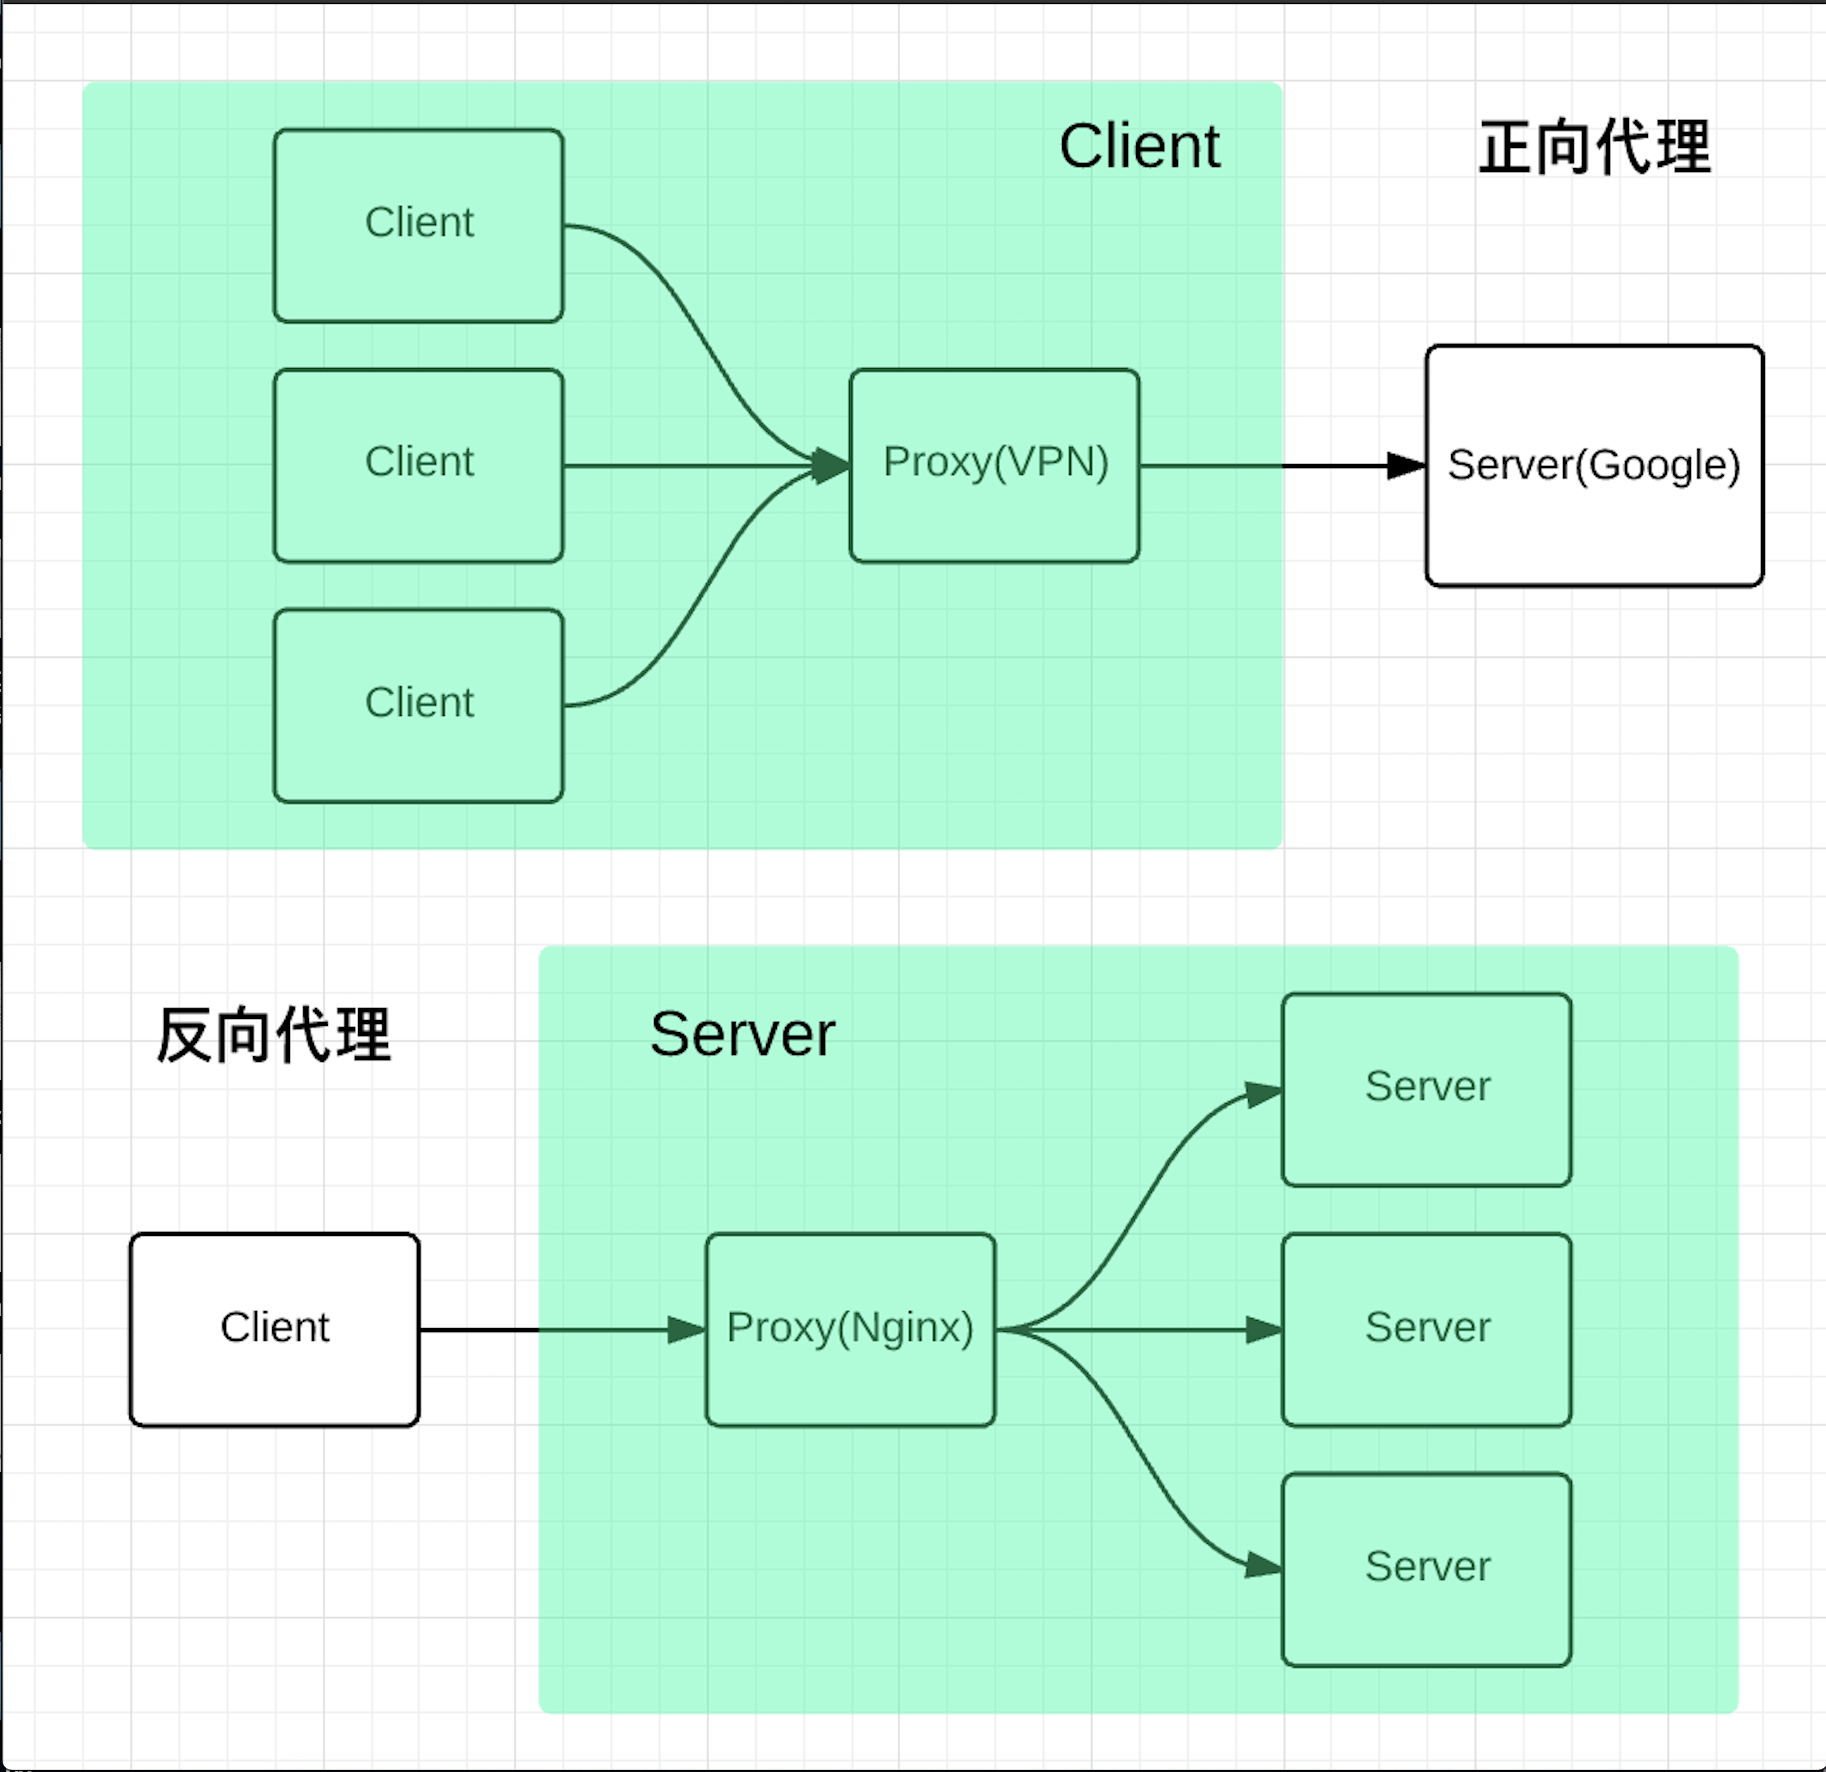 Client
正向代理
Client
Client
Proxy(VPN)
Server(Google)
Client
反向代理
Server
Server
Client
Proxy(Nginx)
Server
Server